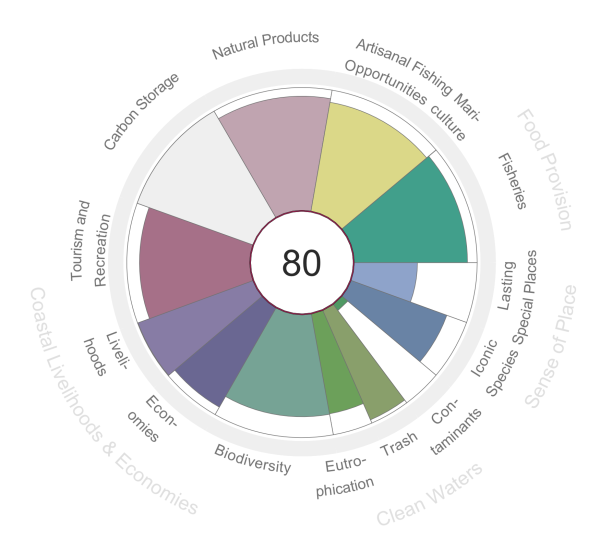 Natural Products
Artisanal Fishing
Opportunities
Mari-
culture
Fisheries
Food Provision
Carbon Storage
Tourism and
Recreation
80
Lasting
Special Places
Iconic
Species
Sense of Place
Liveli-
hoods
Econ-
omies
Coastal Livelihoods & Economies
Biodiversity
Eutro-
phication
Trash
Con-
taminants
Clean Waters